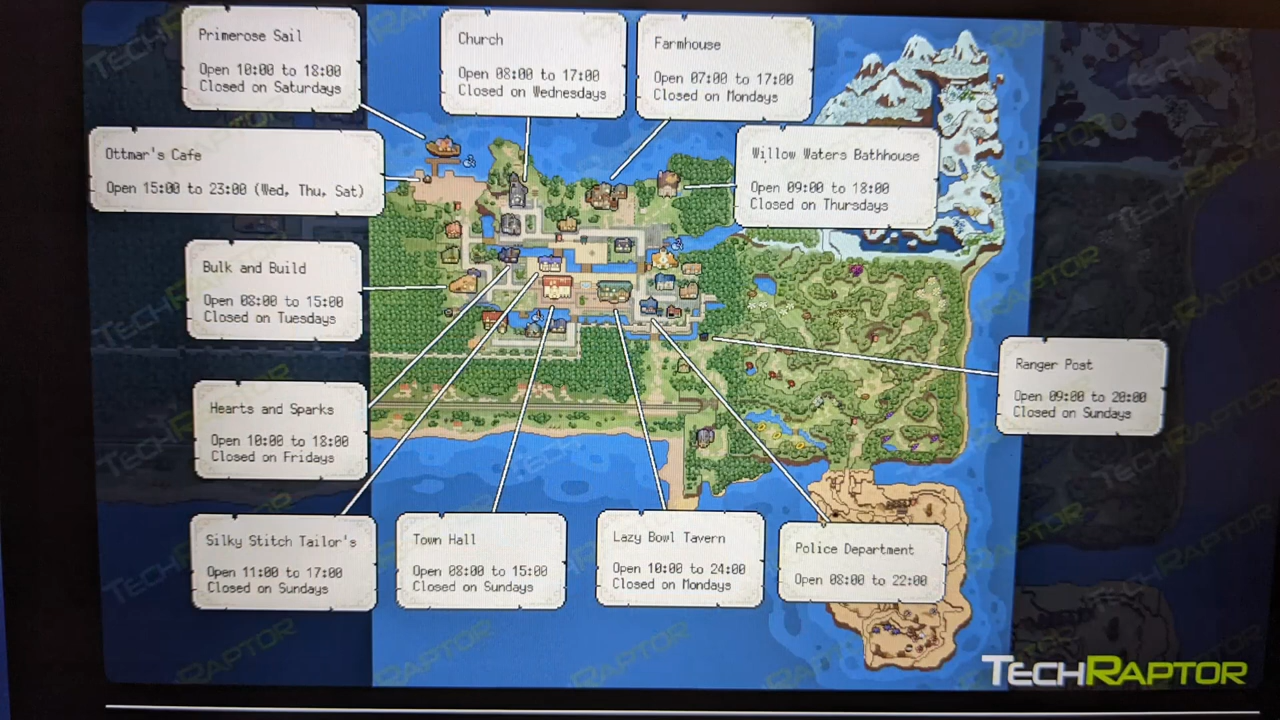 Primerose Sail
Open 10:00 to 18:00
Closed on Saturdays
Church
Open 08:00 to 17:00
Closed on Wednesdays
Farmhouse
Open 07:00 to 17:00
Closed on Mondays
Ottmar's Cafe
Open 15:00 to 23:00 (Wed, Thu, Sat)
Willow Waters Bathhouse
Open 09:00 to 18:00
Closed on Thursdays
Bulk and Build
Open 08:00 to 15:00
Closed on Tuesdays
Ranger Post
Open 09:00 to 20:00
Closed on Sundays
Hearts and Sparks
Open 10:00 to 18:00
Closed on Fridays
Silky Stitch Tailor's
Open 11:00 to 17:00
Closed on Sundays
Town Hall
Open 08:00 to 15:00
Closed on Sundays
Lazy Bowl Tavern
Open 10:00 to 24:00
Closed on Mondays
Police Department
Open 08:00 to 22:00
TECHRAPTOR